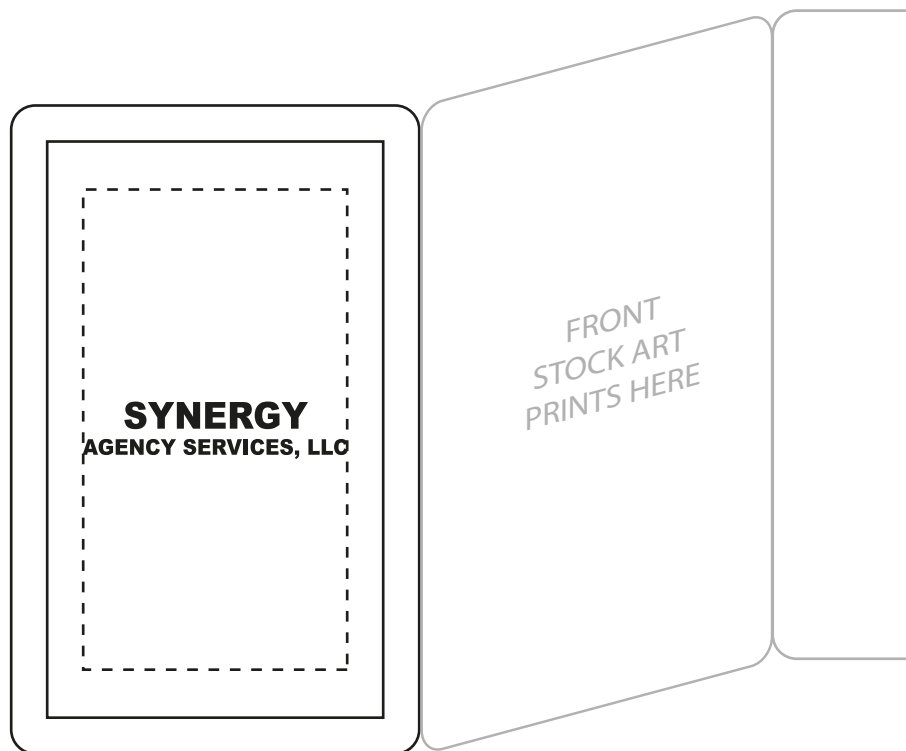 SYNERGY
AGENCY SERVICES, LLC
FRONT
STOCK ART
PRINTS HERE